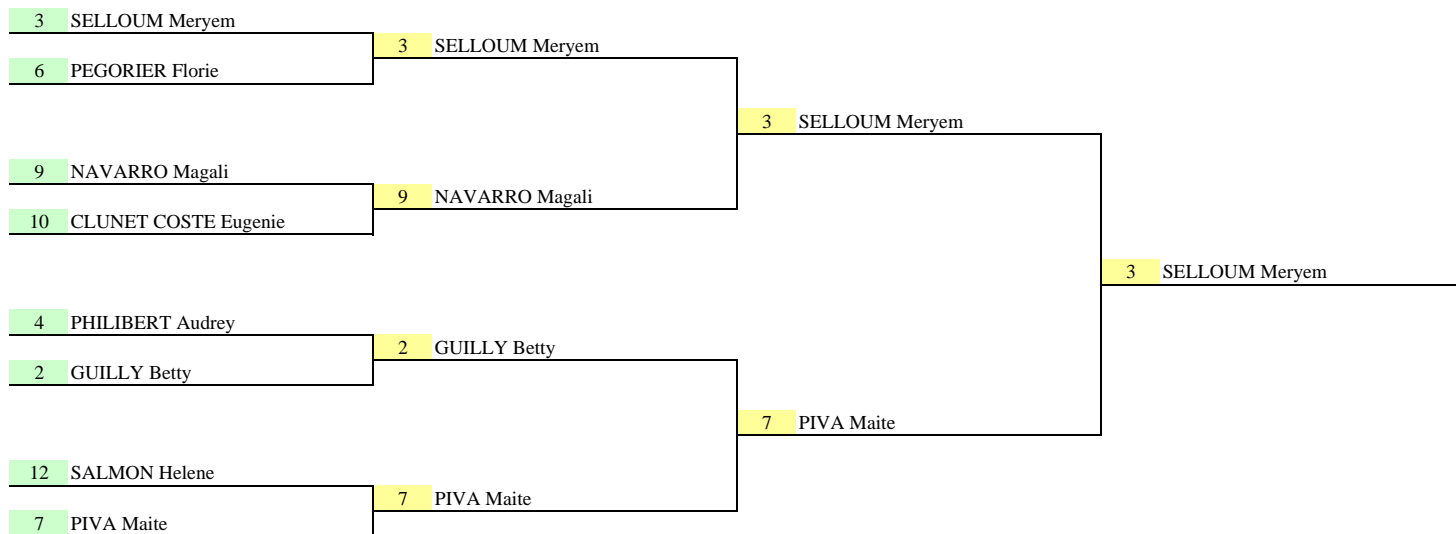 3 SELLOUM Meryem
3 SELLOUM Meryem
6 PEGORIER Florie
3 SELLOUM Meryem
9 NAVARRO Magali
9 NAVARRO Magali
10 CLUNET COSTE Eugenie
3 SELLOUM Meryem
4 PHILIBERT Audrey
2 GUILLY Betty
2 GUILLY Betty
7 PIVA Maite
12 SALMON Helene
7 PIVA Maite
7 PIVA Maite